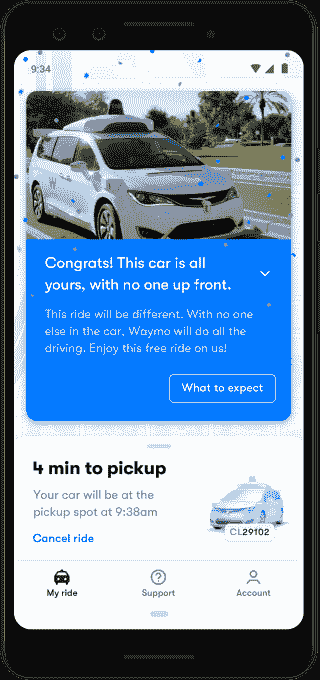 9:34
Congrats! This car is all
yours, with no one up front.
This ride will be different. With no one
else in the car, Waymo will do all the
driving. Enjoy this free ride on us!
What to expect
4 min to pickup
Your car will be at the
pickup spot at 9:38am
CL29102
Cancel ride
My ride
Support
Account